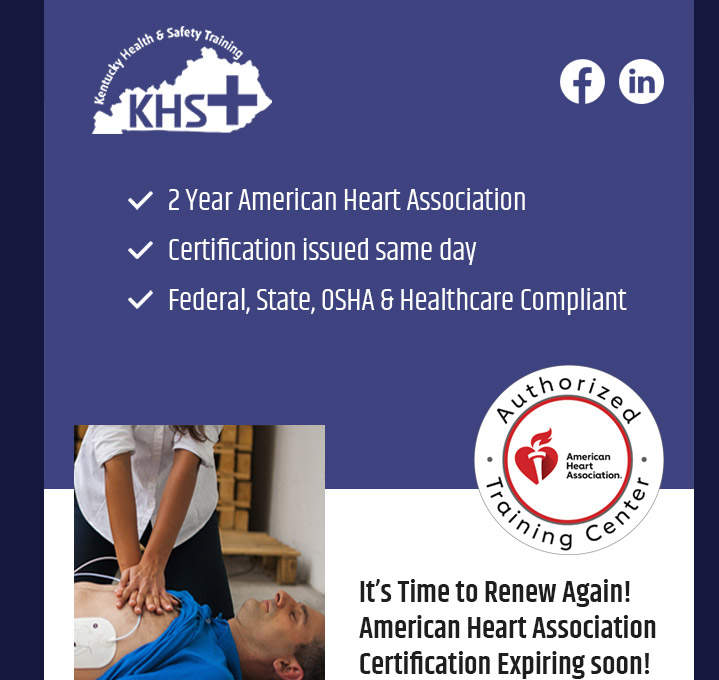 Kentucky Health & Safety Training
KHS
2 Year American Heart Association
Certification issued same day
Federal, State, OSHA & Healthcare Compliant
Authorized
American
Heart
Association.
Training Center
It's Time to Renew Again!
American Heart Association
Certification Expiring soon!